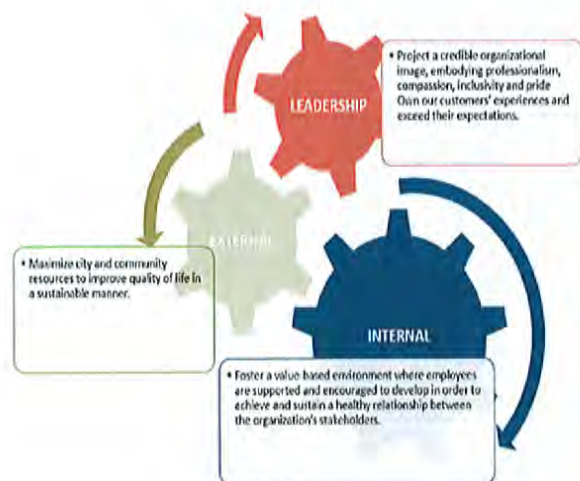 LEADERSHIP
• Project a credible organizational
image, embodying professionalism,
compassion, inclusivity and pride
Own our customers' experiences and
exceed their expectations.
EXTERNAL
• Maximize city and community
resources to improve quality of life in
a sustainable manner.
INTERNAL
• Foster a value-based environment where employees
are supported and encouraged to develop in order to
achieve and sustain a healthy relationship between
the organization's stakeholders.